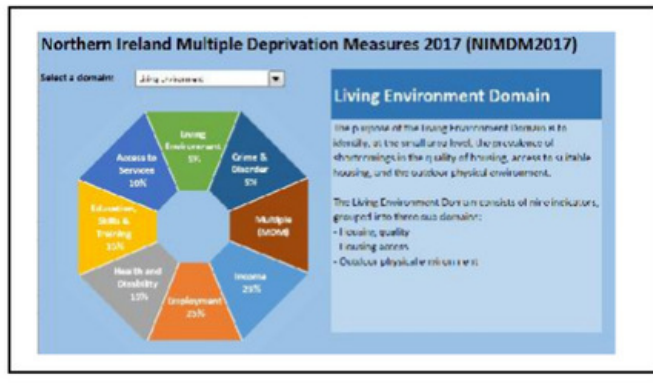 Northern Ireland Multiple Deprivation Measures 2017 (NIMDM2017)
Select a domain:
Living Environment
Living
Environment
5%
Crime &
Disorder
5%
Multiple
(MDM)
Income
25%
Employment
25%
Health and
Disability
15%
Education,
Skills &
Training
15%
Access to
Services
10%
Living Environment Domain
The purpose of the Living Environment Domain is to
identify, at the small area level, the prevalence of
shortcomings in the quality of housing, access to suitable
housing, and the outdoor physical environment.
The Living Environment Domain consists of nine indicators,
grouped into three sub domains:
- Housing quality
- Housing access
- Outdoor physical environment